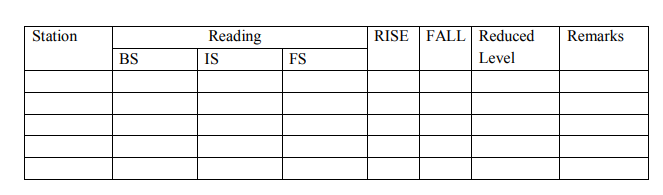 Station Reading RISE FALL Reduced Level Remarks
BS IS FS